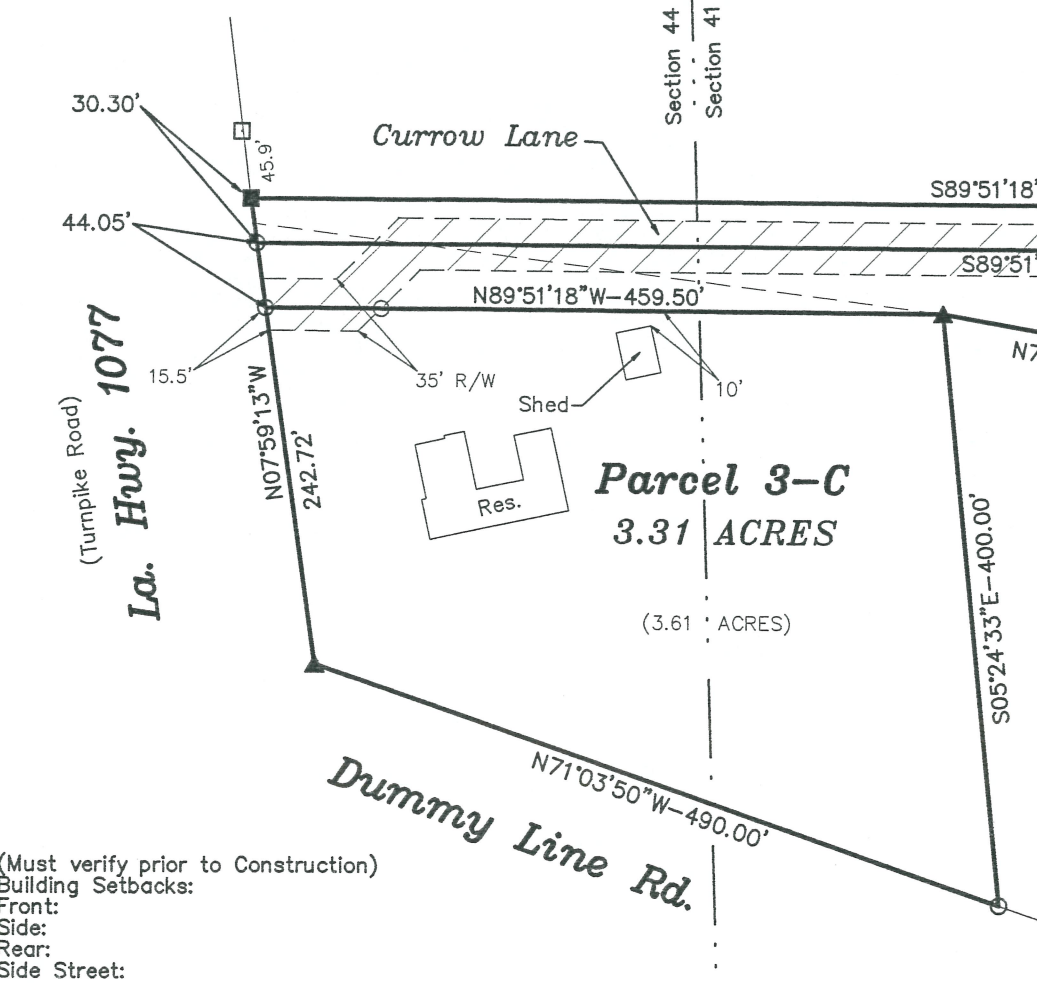 Section 44
Section 41
30.30'
45.9'
Currow Lane
S89°51'18"
44.05'
S89°51'
N89°51'18"W-459.50'
N7
15.5'
35' R/W
10'
Shed
La. Hwy. 1077
(Turnpike Road)
N07°59'13"W
242.72'
Res.
Parcel 3-C
3.31 ACRES
(3.61 ACRES)
S05°24'33"E-400.00'
N71°03'50"W-490.00'
Dummy Line Rd.
(Must verify prior to Construction)
Building Setbacks:
Front:
Side:
Rear:
Side Street: